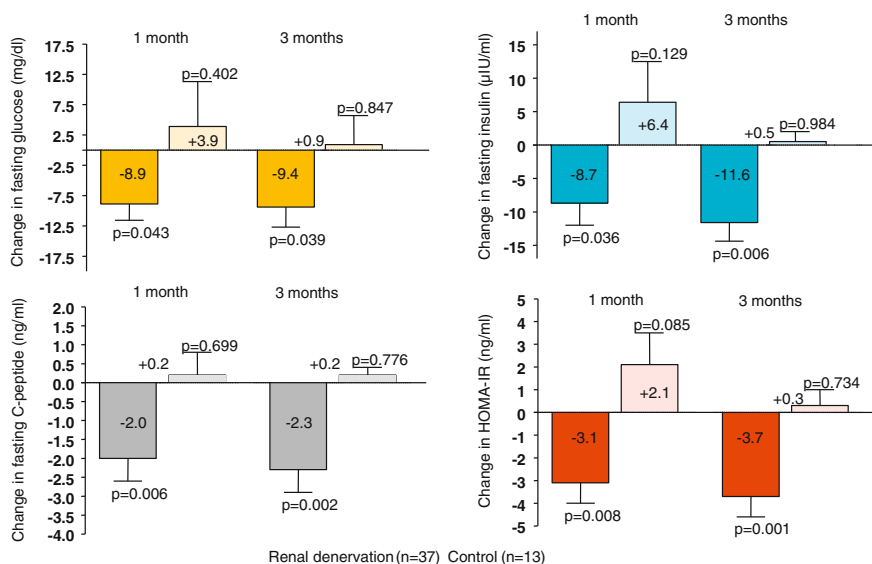 Change in fasting glucose (mg/dl)
17.5
12.5
7.5
2.5
-2.5
-7.5
-12.5
-17.5
1 month
3 months
p=0.402
+3.9
-8.9
p=0.043
p=0.847
+0.9
-9.4
p=0.039
Change in fasting insulin (µIU/ml)
15
10
5
0
-5
-10
-15
1 month
3 months
p=0.129
+6.4
-8.7
p=0.036
p=0.984
+0.5
-11.6
p=0.006
Change in fasting C-peptide (ng/ml)
2.0
1.5
1.0
0.5
0.0
-0.5
-1.0
-1.5
-2.0
-2.5
-3.0
-3.5
-4.0
1 month
3 months
p=0.699
+0.2
-2.0
p=0.006
p=0.776
+0.2
-2.3
p=0.002
Change in HOMA-IR (ng/ml)
5
4
3
2
1
0
-1
-2
-3
-4
-5
1 month
3 months
p=0.085
+2.1
-3.1
p=0.008
p=0.734
+0.3
-3.7
p=0.001
Renal denervation (n=37) Control (n=13)